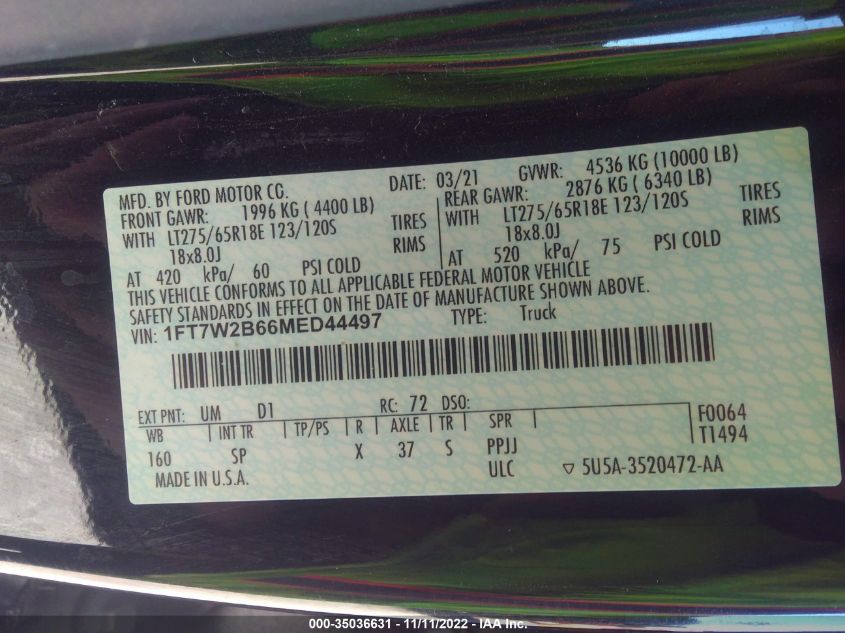 MFD. BY FORD MOTOR CO.
DATE: 03/21 GVWR: 4536 KG (10000 LB)
FRONT GAWR: 1996 KG ( 4400 LB)
REAR GAWR: 2876 KG ( 6340 LB)
WITH LT275/65R18E 123/120S TIRES
WITH LT275/65R18E 123/120S TIRES
18x8.0J RIMS
18x8.0J RIMS
AT 420 kPa/ 60 PSI COLD
AT 520 kPa/ 75 PSI COLD
THIS VEHICLE CONFORMS TO ALL APPLICABLE FEDERAL MOTOR VEHICLE
SAFETY STANDARDS IN EFFECT ON THE DATE OF MANUFACTURE SHOWN ABOVE.
VIN: 1FT7W2B66MED44497 TYPE: Truck
EXT PNT: UM D1 RC: 72 DSO:
WB INT TR TP/PS R AXLE TR SPR F0064
160 SP X 37 S PPJJ T1494
MADE IN U.S.A. ULC ▽ 5U5A-3520472-AA
000-35036631 - 11/11/2022 - IAA Inc.